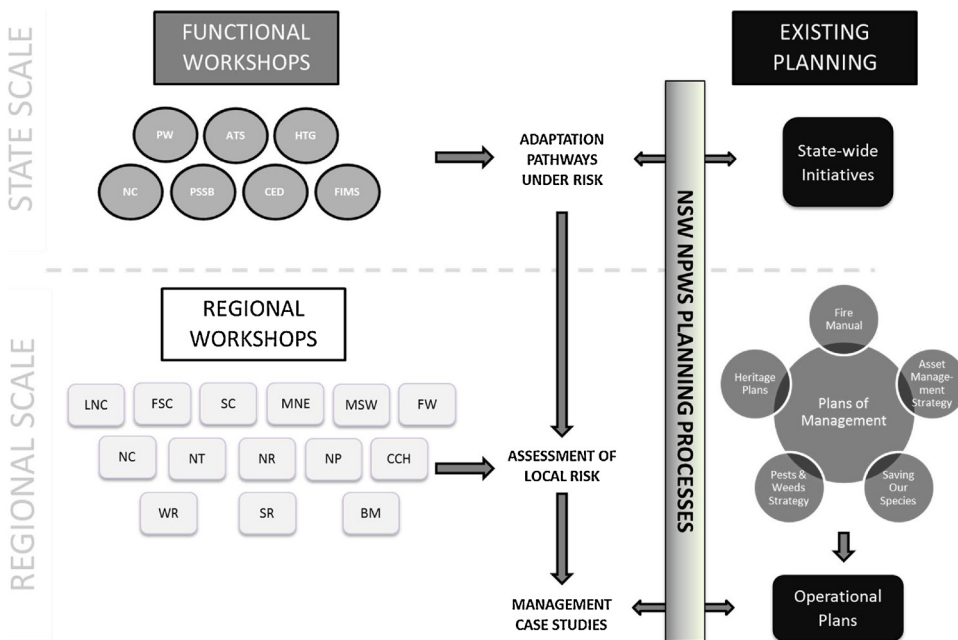 STATE SCALE
FUNCTIONAL
WORKSHOPS
PW
ATS
HTG
NC
PSSB
CED
FIMS
ADAPTATION
PATHWAYS
UNDER RISK
EXISTING
PLANNING
State-wide
Initiatives
NSW NPWS PLANNING PROCESSES
REGIONAL SCALE
REGIONAL
WORKSHOPS
LNC
FSC
SC
MNE
MSW
FW
NC
NT
NR
NP
CCH
WR
SR
BM
ASSESSMENT OF
LOCAL RISK
MANAGEMENT
CASE STUDIES
Fire
Manual
Heritage
Plans
Asset
Manage-
ment
Strategy
Plans of
Management
Pests &
Weeds
Strategy
Saving
Our
Species
Operational
Plans